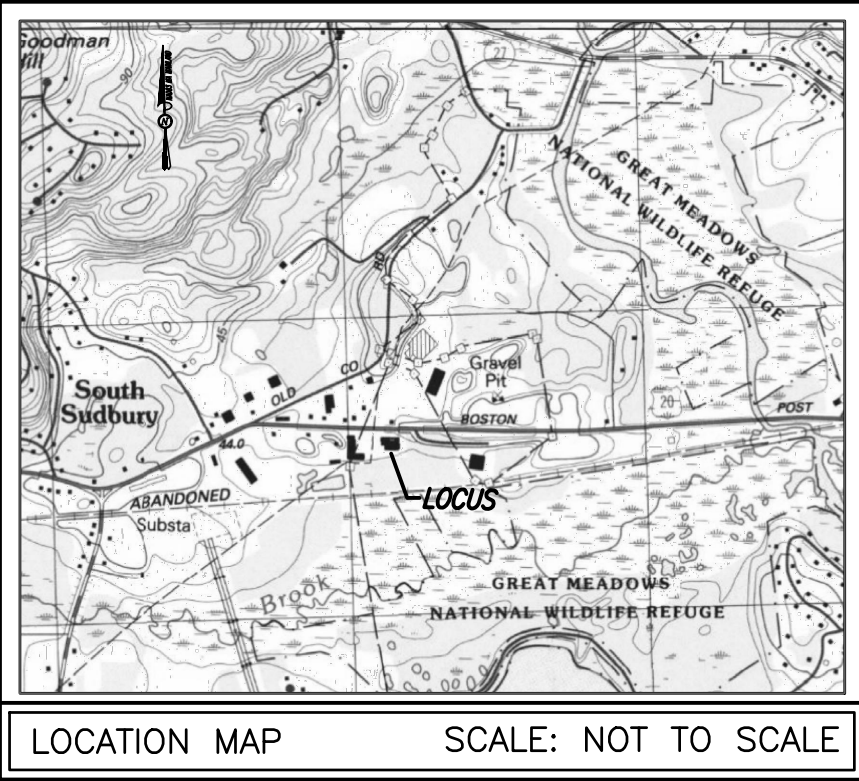 Goodman
Hill
90
27
GREAT MEADOWS
NATIONAL WILDLIFE REFUGE
RD
45
Gravel
Pit
South
Sudbury
OLD
CO
20
BOSTON
POST
44.0
LOCUS
ABANDONED
Substa
Brook
GREAT MEADOWS
NATIONAL WILDLIFE REFUGE
LOCATION MAP SCALE: NOT TO SCALE